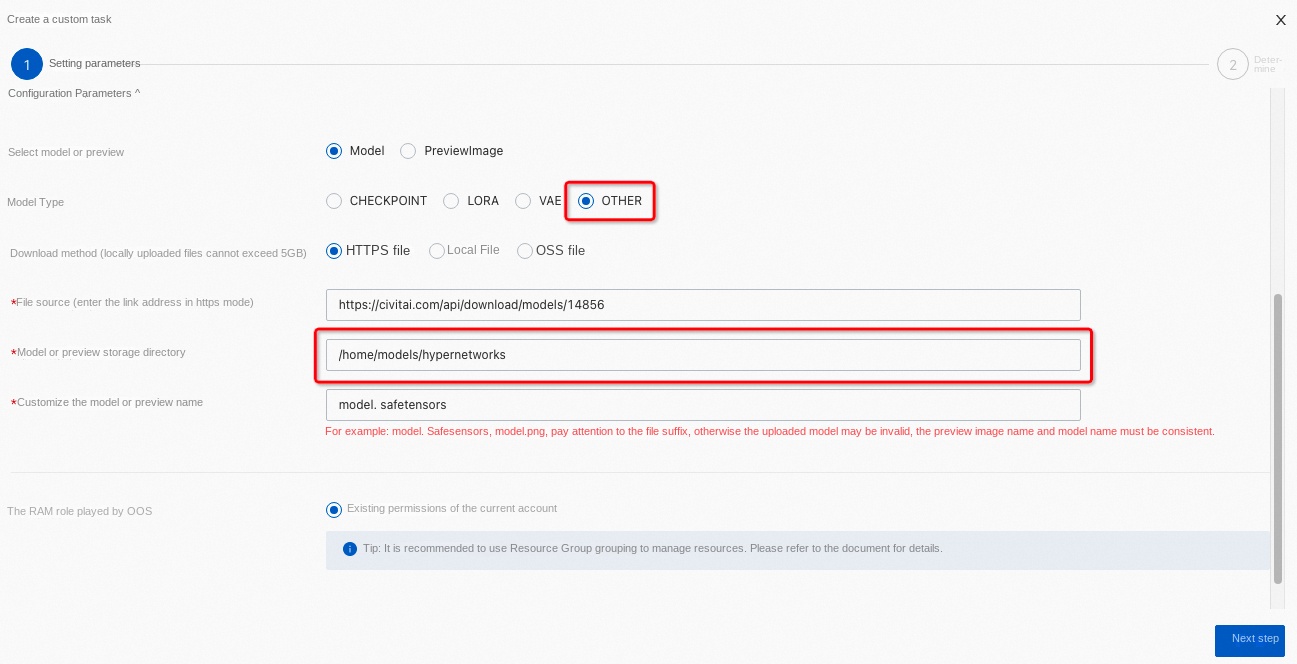 Create a custom task
X
1 Setting parameters
2 Deter-
mine
Configuration Parameters ^
Select model or preview Model PreviewImage
Model Type CHECKPOINT LORA VAE OTHER
Download method (locally uploaded files cannot exceed 5GB) HTTPS file Local File OSS file
*File source (enter the link address in https mode) https://civitai.com/api/download/models/14856
*Model or preview storage directory /home/models/hypernetworks
*Customize the model or preview name model. safetensors
For example: model. Safesensors, model.png, pay attention to the file suffix, otherwise the uploaded model may be invalid, the preview image name and model name must be consistent.
The RAM role played by OOS Existing permissions of the current account
Tip: It is recommended to use Resource Group grouping to manage resources. Please refer to the document for details.
Next step